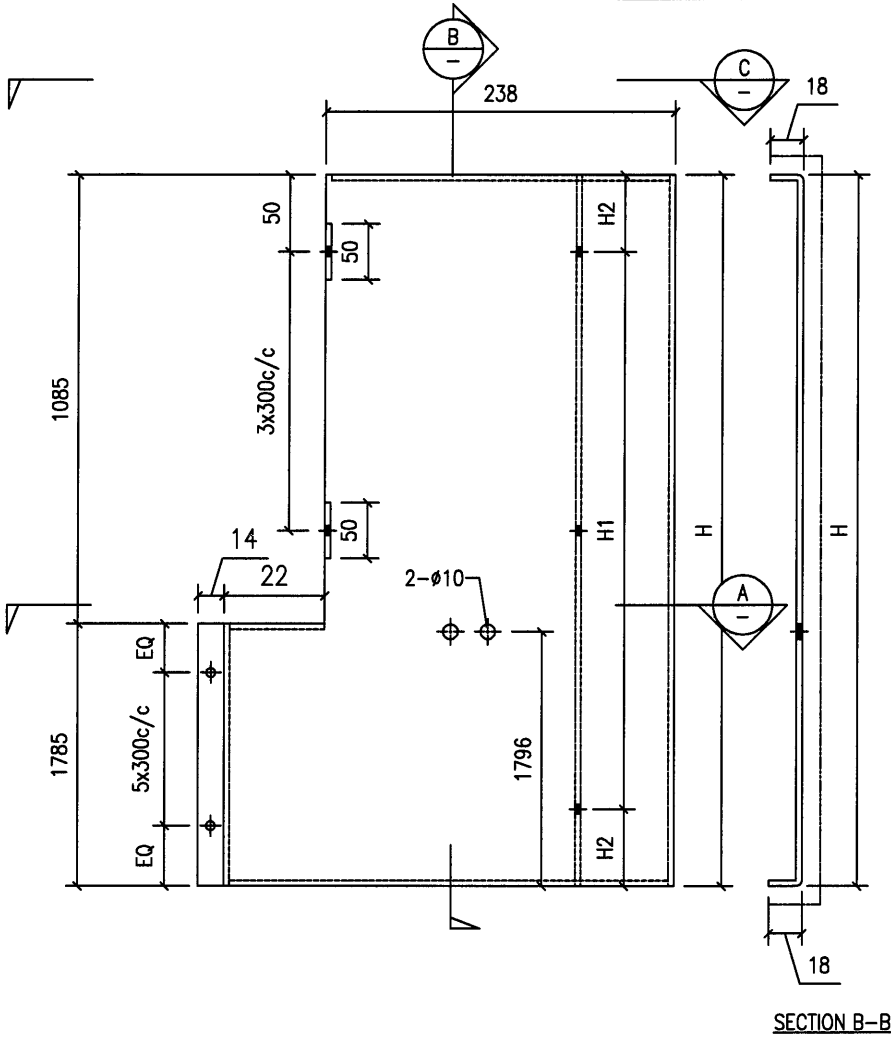 B
–
C
–
18
238
50
H2
50
1085
3x300c/c
50
H1
H
H
14
22
2-ø10
A
–
EQ
5x300c/c
1785
1796
EQ
H2
18
SECTION B-B